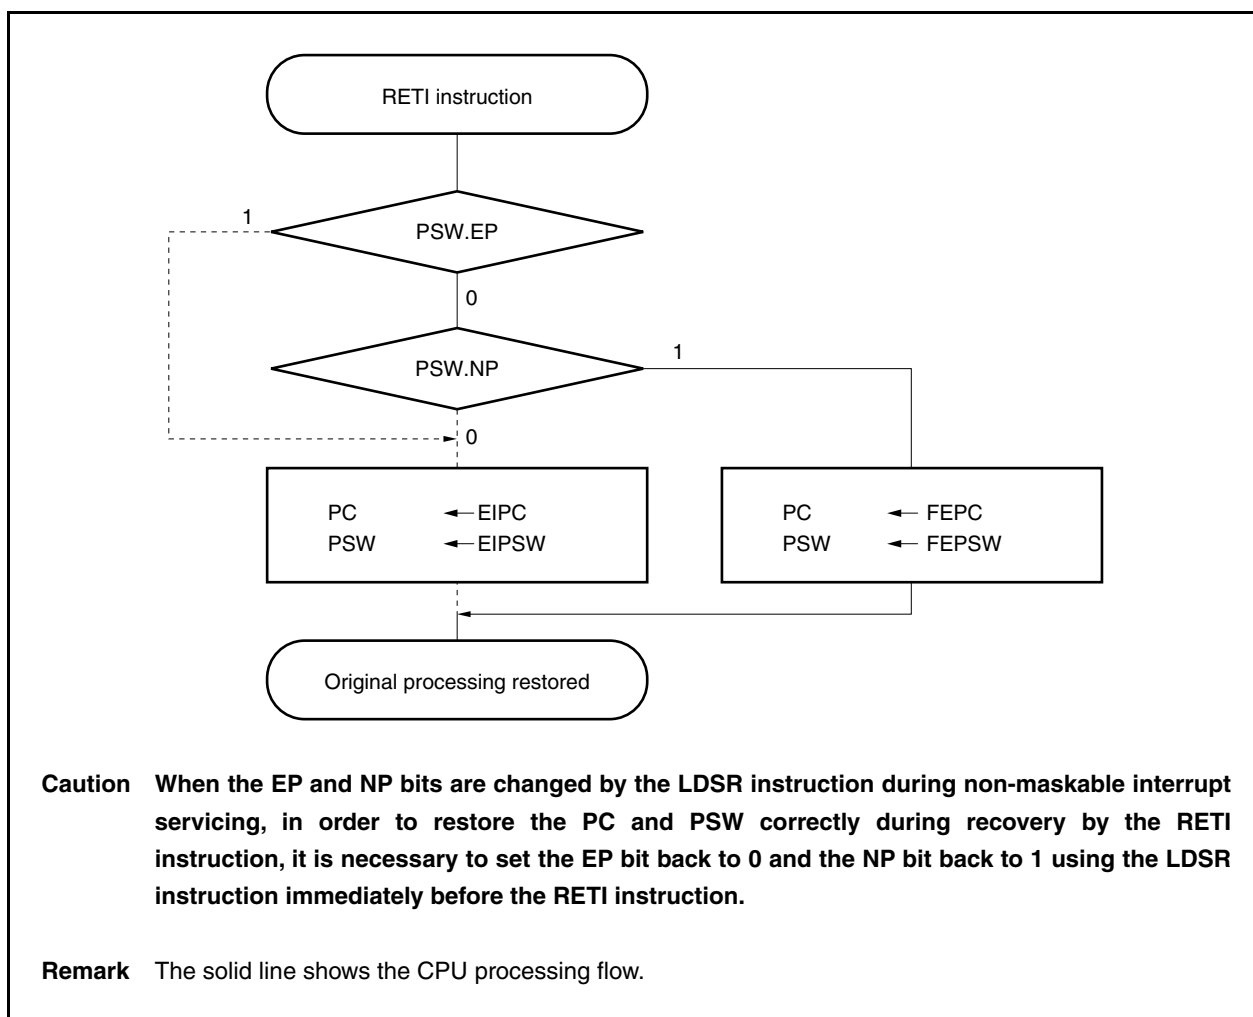 RETI instruction
1
PSW.EP
0
PSW.NP
1
0
PC ← EIPC
PSW ← EIPSW
PC ← FEPC
PSW ← FEPSW
Original processing restored
Caution When the EP and NP bits are changed by the LDSR instruction during non-maskable interrupt
servicing, in order to restore the PC and PSW correctly during recovery by the RETI
instruction, it is necessary to set the EP bit back to 0 and the NP bit back to 1 using the LDSR
instruction immediately before the RETI instruction.
Remark The solid line shows the CPU processing flow.